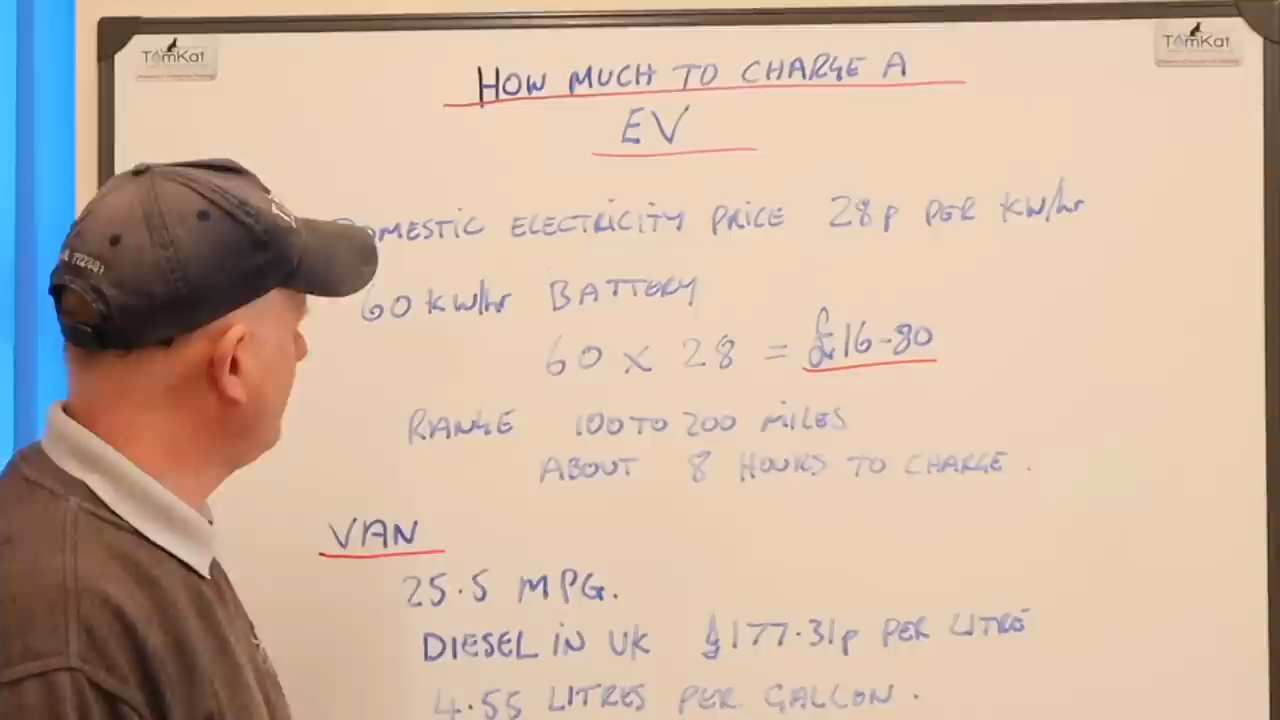 TomKat
TomKat
HOW MUCH TO CHARGE A
EV
DOMESTIC ELECTRICITY PRICE 28p PER KW/hr
60 KW/hr BATTERY
60 x 28 = £16-80
RANGE 100 TO 200 MILES
ABOUT 8 HOURS TO CHARGE.
VAN
25.5 MPG.
DIESEL IN UK £177.31p PER LITRE
4.55 LITRES PER GALLON.